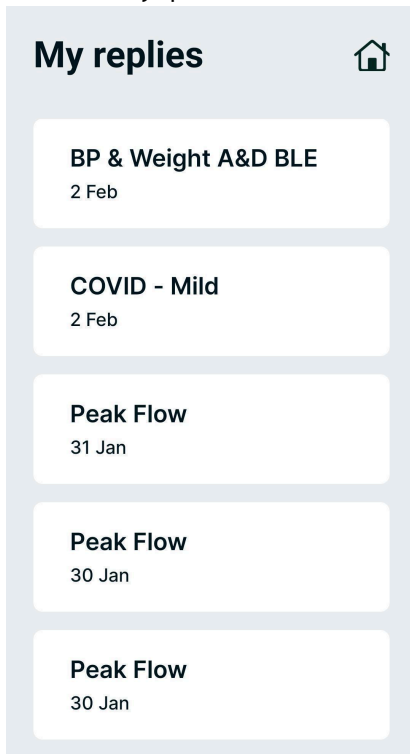 My replies
BP & Weight A&D BLE
2 Feb
COVID - Mild
2 Feb
Peak Flow
31 Jan
Peak Flow
30 Jan
Peak Flow
30 Jan